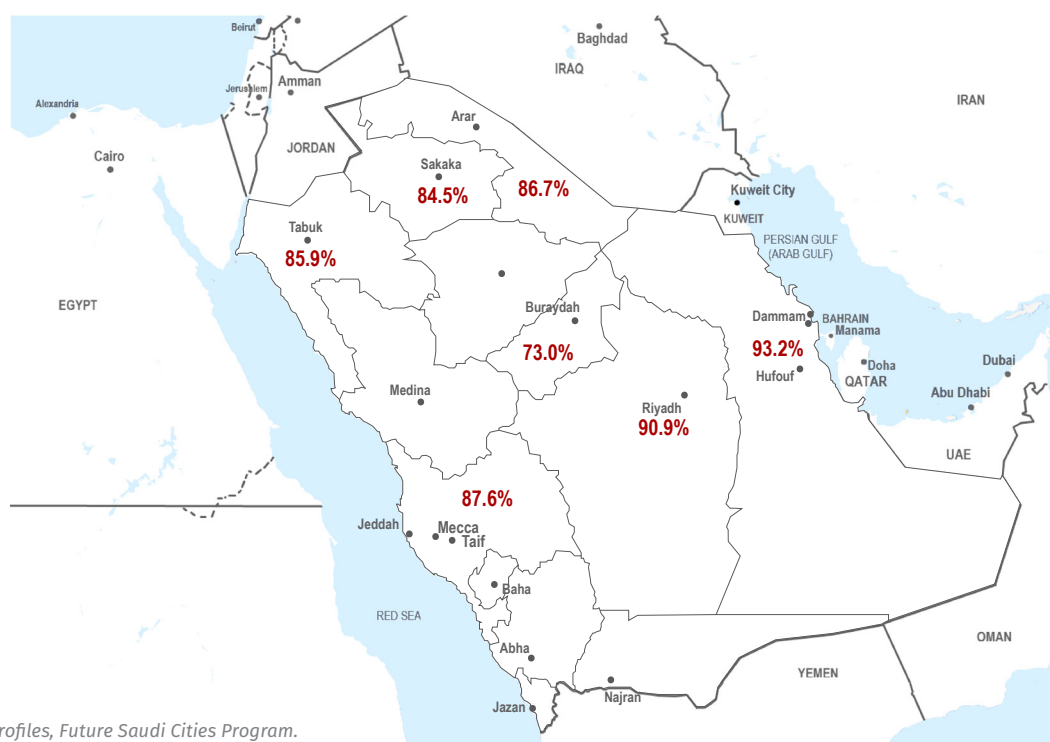 Beirut
Baghdad
IRAQ
IRAN
Jerusalem
Amman
Alexandria
Arar
Cairo
JORDAN
Sakaka
84.5%
86.7%
Kuweit City
KUWEIT
Tabuk
85.9%
PERSIAN GULF
(ARAB GULF)
EGYPT
Buraydah
73.0%
Dammam
BAHRAIN
Manama
93.2%
Hufouf
Doha
QATAR
Dubai
Abu Dhabi
Medina
Riyadh
90.9%
UAE
87.6%
Jeddah
Mecca
Taif
Baha
RED SEA
Abha
OMAN
YEMEN
Najran
Jazan
rofiles, Future Saudi Cities Program.